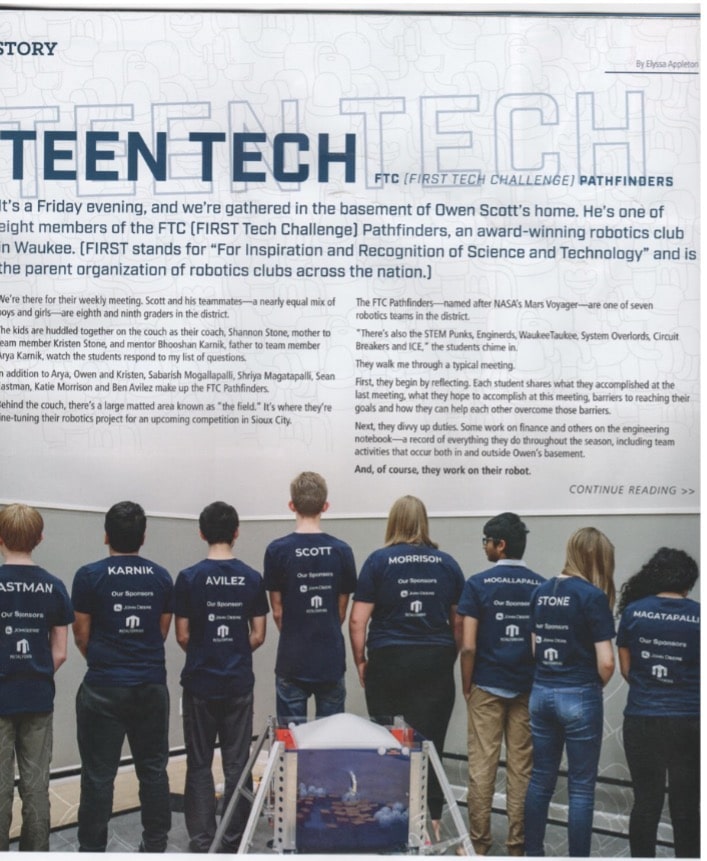 STORY
By Elyssa Appleton
TEEN TECH
TEEN TECH
FTC [FIRST TECH CHALLENGE] PATHFINDERS
It's a Friday evening, and we're gathered in the basement of Owen Scott's home. He's one of
eight members of the FTC [FIRST Tech Challenge] Pathfinders, an award-winning robotics club
in Waukee. [FIRST stands for "For Inspiration and Recognition of Science and Technology" and is
the parent organization of robotics clubs across the nation.]
We're there for their weekly meeting. Scott and his teammates—a nearly equal mix of
boys and girls—are eighth and ninth graders in the district.
The kids are huddled together on the couch as their coach, Shannon Stone, mother to
team member Kristen Stone, and mentor Bhooshan Karnik, father to team member
Arya Karnik, watch the students respond to my list of questions.
In addition to Arya, Owen and Kristen, Sabarish Mogallapalli, Shriya Magatapalli, Sean
Eastman, Katie Morrison and Ben Avilez make up the FTC Pathfinders.
Behind the couch, there's a large matted area known as "the field." It's where they're
fine-tuning their robotics project for an upcoming competition in Sioux City.
The FTC Pathfinders—named after NASA's Mars Voyager—are one of seven
robotics teams in the district.
"There's also the STEM Punks, Enginerds, WaukeeTaukee, System Overlords, Circuit
Breakers and ICE," the students chime in.
They walk me through a typical meeting.
First, they begin by reflecting. Each student shares what they accomplished at the
last meeting, what they hope to accomplish at this meeting, barriers to reaching their
goals and how they can help each other overcome those barriers.
Next, they divvy up duties. Some work on finance and others on the engineering
notebook—a record of everything they do throughout the season, including team
activities that occur both in and outside Owen's basement.
And, of course, they work on their robot.
CONTINUE READING >>
ASTMAN
Our Sponsors
John Deere
KARNIK
Our Sponsors
John Deere
AVILEZ
Our Sponsors
John Deere
SCOTT
Our Sponsors
John Deere
MORRISON
Our Sponsors
John Deere
MOGALLAPALLI
Our Sponsors
John Deere
STONE
Our Sponsors
John Deere
MAGATAPALLI
Our Sponsors
John Deere